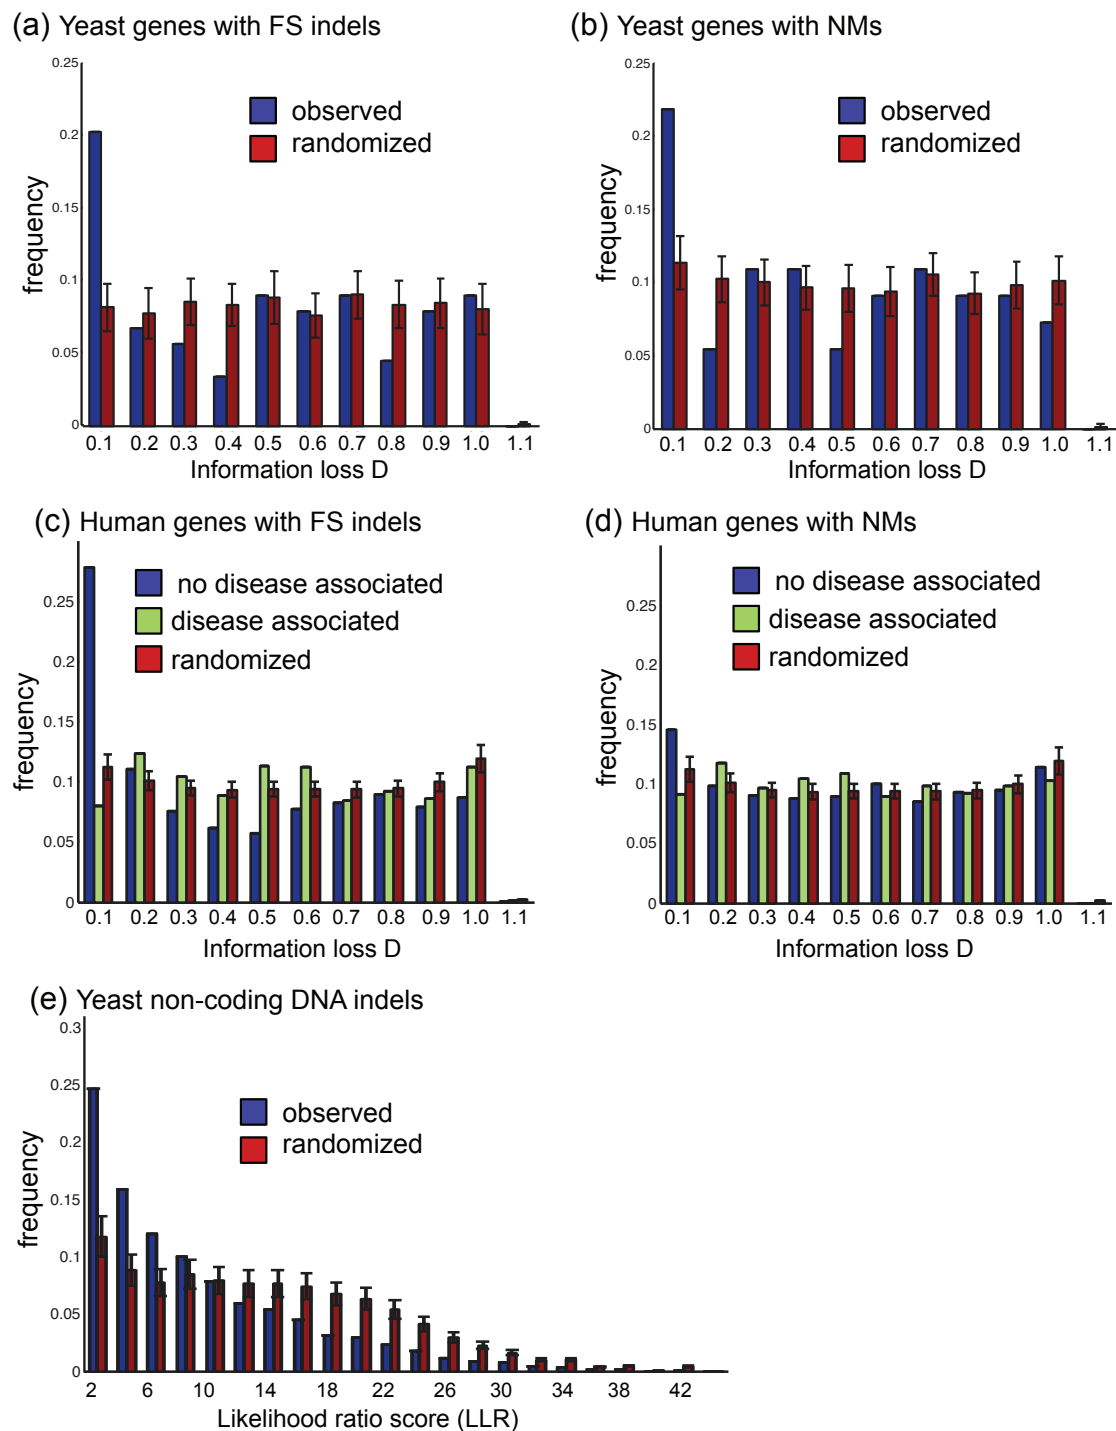 (a) Yeast genes with FS indels
0.25
0.2
0.15
0.1
0.05
0
frequency
observed
randomized
0.1 0.2 0.3 0.4 0.5 0.6 0.7 0.8 0.9 1.0 1.1
Information loss D
(b) Yeast genes with NMs
0.25
0.2
0.15
0.1
0.05
0
frequency
observed
randomized
0.1 0.2 0.3 0.4 0.5 0.6 0.7 0.8 0.9 1.0 1.1
Information loss D
(c) Human genes with FS indels
0.25
0.2
0.15
0.1
0.05
0
frequency
no disease associated
disease associated
randomized
0.1 0.2 0.3 0.4 0.5 0.6 0.7 0.8 0.9 1.0 1.1
Information loss D
(d) Human genes with NMs
0.25
0.2
0.15
0.1
0.05
0
frequency
no disease associated
disease associated
randomized
0.1 0.2 0.3 0.4 0.5 0.6 0.7 0.8 0.9 1.0 1.1
Information loss D
(e) Yeast non-coding DNA indels
0.3
0.25
0.2
0.15
0.1
0.05
0
frequency
observed
randomized
2 6 10 14 18 22 26 30 34 38 42
Likelihood ratio score (LLR)